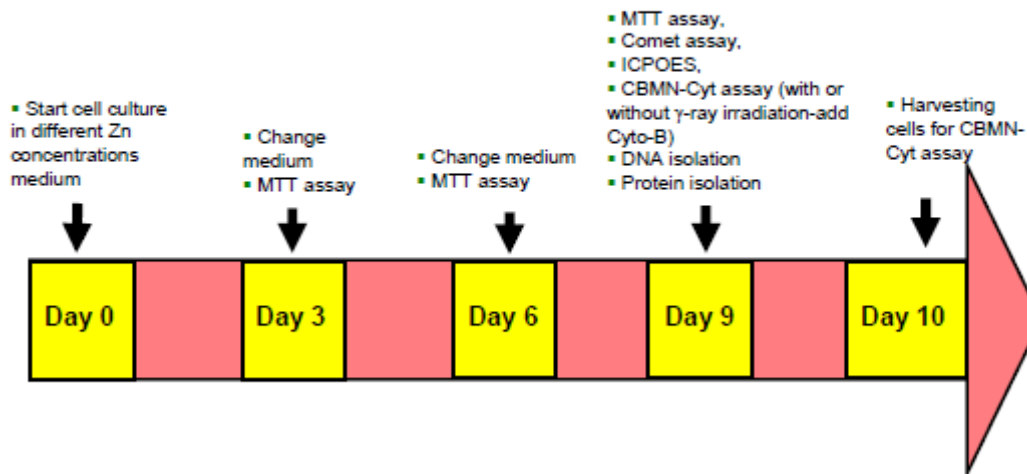 ▪ Start cell culture
in different Zn
concentrations
medium
▪ Change
medium
▪ MTT assay
▪ Change medium
▪ MTT assay
▪ MTT assay,
▪ Comet assay,
▪ ICPOES,
▪ CBMN-Cyt assay (with or
without γ-ray irradiation-add
Cyto-B)
▪ DNA isolation
▪ Protein isolation
▪ Harvesting
cells for CBMN-
Cyt assay
Day 0
Day 3
Day 6
Day 9
Day 10